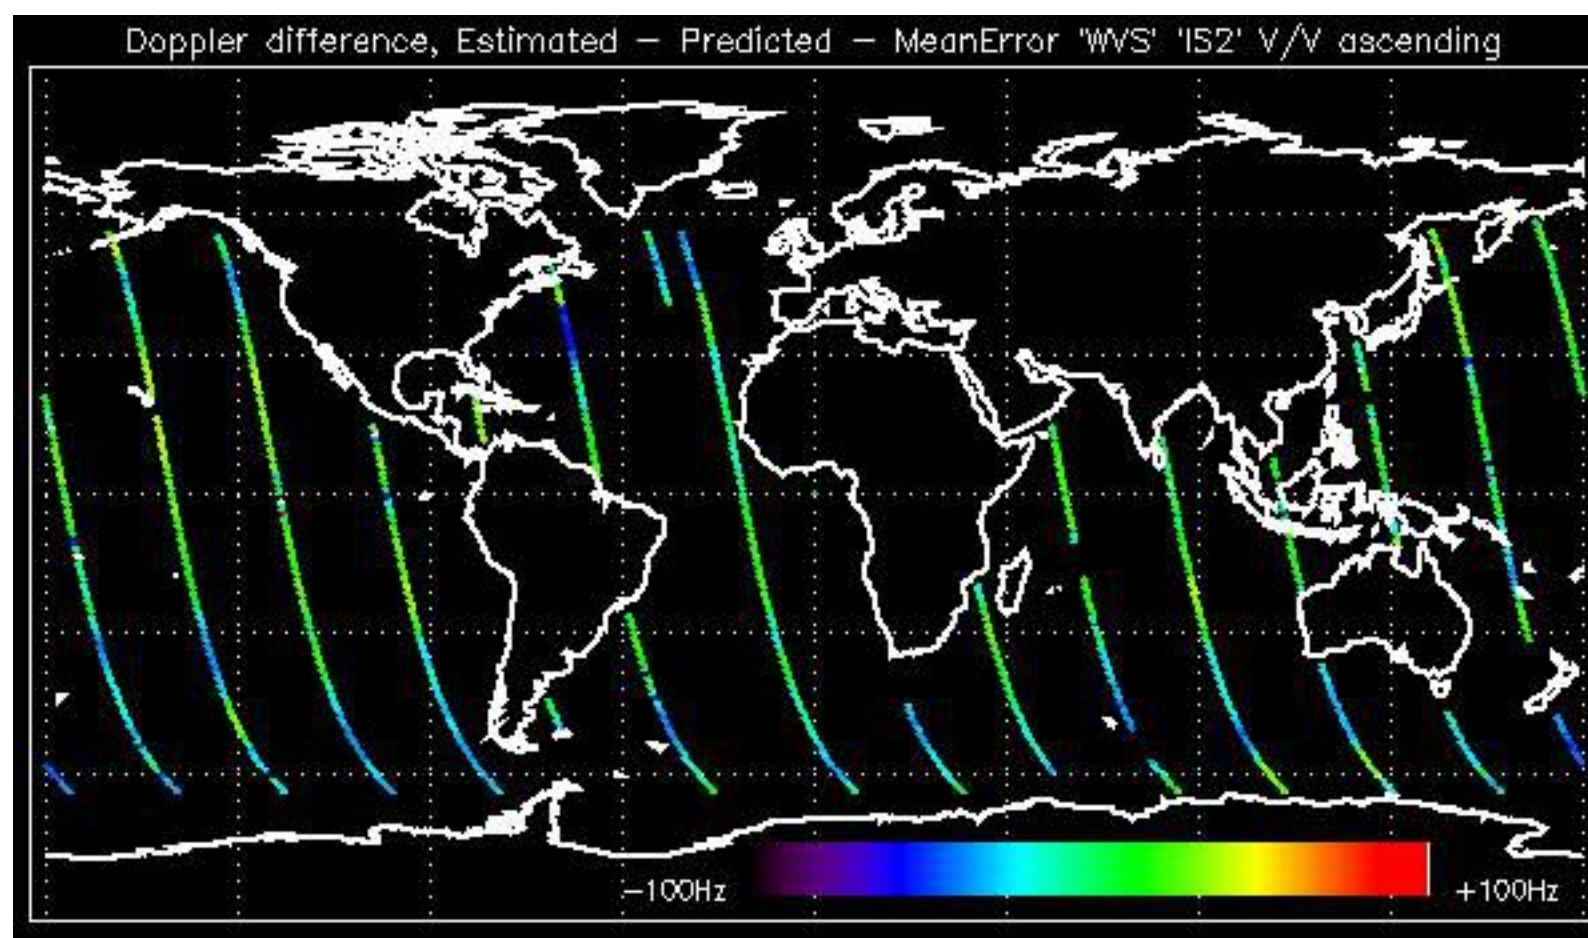 Doppler difference, Estimated – Predicted – MeanError 'WVS' 'IS2' V/V ascending
−100Hz +100Hz